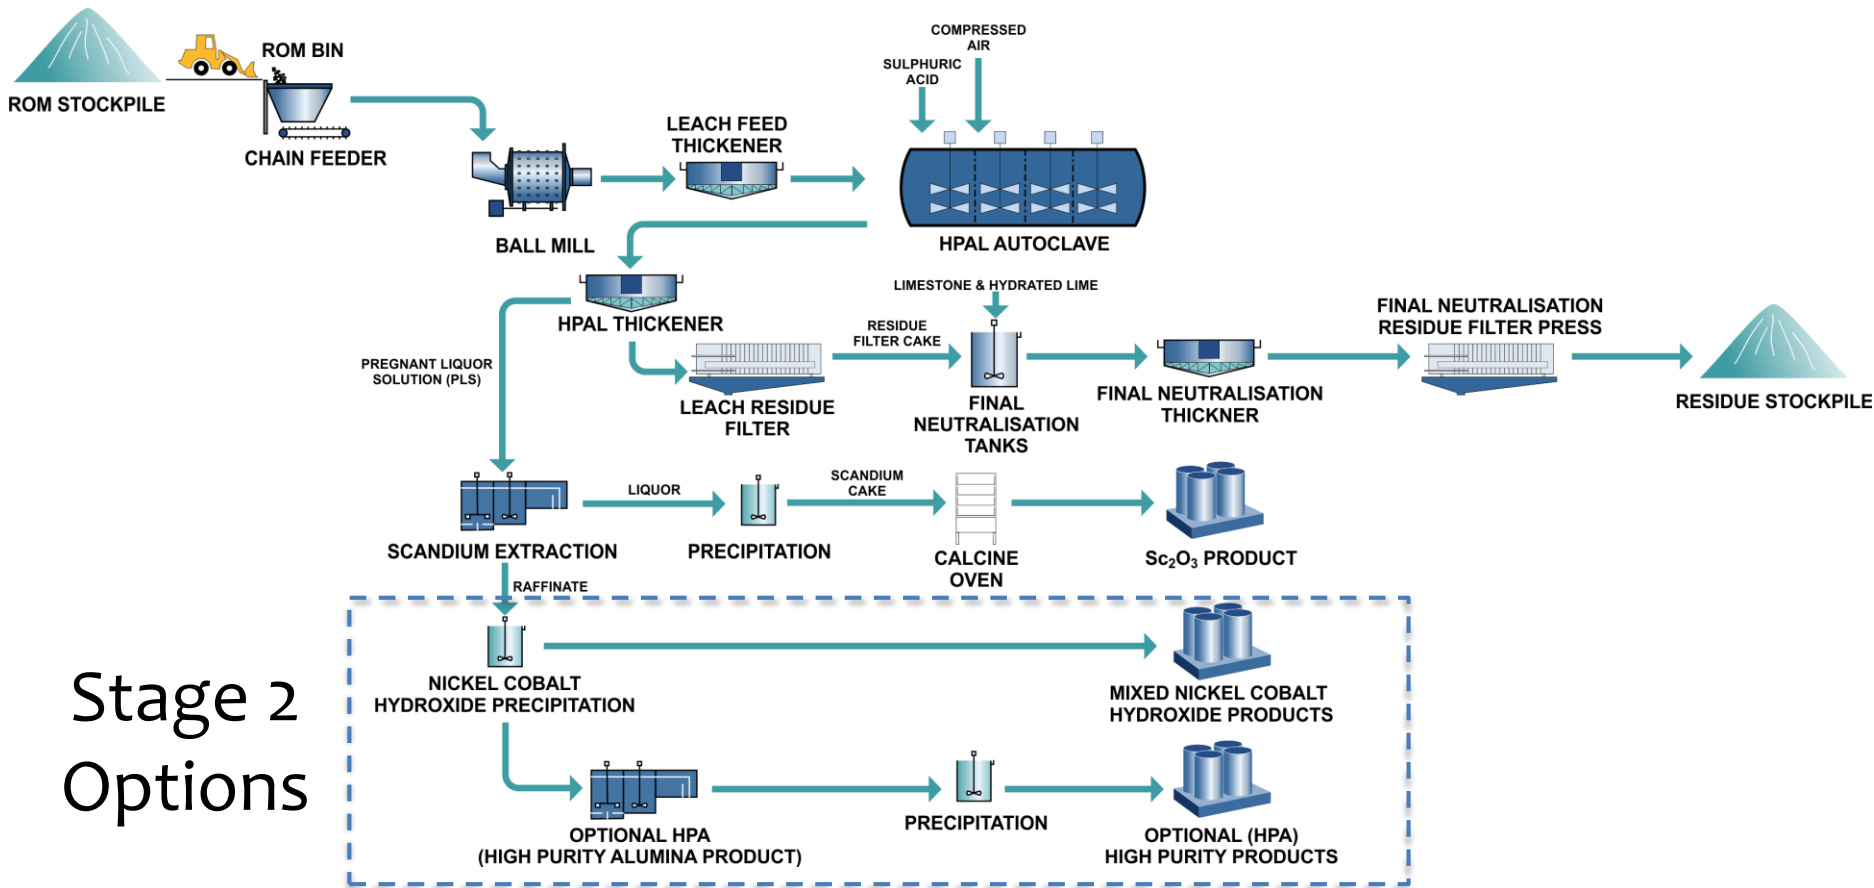 ROM STOCKPILE
ROM BIN
CHAIN FEEDER
BALL MILL
LEACH FEED
THICKENER
SULPHURIC
ACID
COMPRESSED
AIR
HPAL AUTOCLAVE
HPAL THICKENER
PREGNANT LIQUOR
SOLUTION (PLS)
LEACH RESIDUE
FILTER
RESIDUE
FILTER CAKE
LIMESTONE & HYDRATED LIME
FINAL
NEUTRALISATION
TANKS
FINAL NEUTRALISATION
THICKNER
FINAL NEUTRALISATION
RESIDUE FILTER PRESS
RESIDUE STOCKPILE
SCANDIUM EXTRACTION
LIQUOR
PRECIPITATION
SCANDIUM
CAKE
CALCINE
OVEN
Sc₂O₃ PRODUCT
RAFFINATE
Stage 2
Options
NICKEL COBALT
HYDROXIDE PRECIPITATION
MIXED NICKEL COBALT
HYDROXIDE PRODUCTS
OPTIONAL HPA
(HIGH PURITY ALUMINA PRODUCT)
PRECIPITATION
OPTIONAL (HPA)
HIGH PURITY PRODUCTS